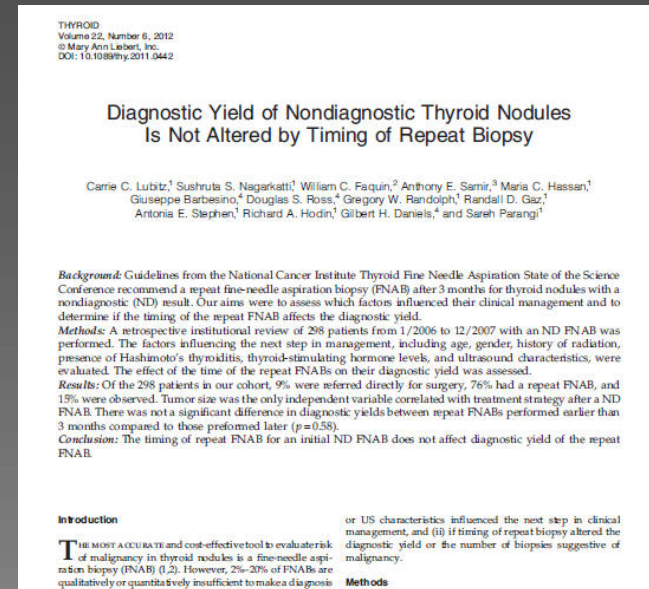 THYROID
Volume 22, Number 6, 2012
© Mary Ann Liebert, Inc.
DOI: 10.1089/thy.2011.0442
Diagnostic Yield of Nondiagnostic Thyroid Nodules
Is Not Altered by Timing of Repeat Biopsy
Carrie C. Lubitz,1 Sushruta S. Nagarkatti,1 William C. Faquin,2 Anthony E. Samir,3 Maria C. Hassan,1
Giuseppe Barbesino,4 Douglas S. Ross,4 Gregory W. Randolph,1 Randall D. Gaz,1
Antonia E. Stephen,1 Richard A. Hodin,1 Gilbert H. Daniels,4 and Sareh Parangi1
Background: Guidelines from the National Cancer Institute Thyroid Fine Needle Aspiration State of the Science
Conference recommend a repeat fine-needle aspiration biopsy (FNAB) after 3 months for thyroid nodules with a
nondiagnostic (ND) result. Our aims were to assess which factors influenced their clinical management and to
determine if the timing of the repeat FNAB affects the diagnostic yield.
Methods: A retrospective institutional review of 298 patients from 1/2006 to 12/2007 with an ND FNAB was
performed. The factors influencing the next step in management, including age, gender, history of radiation,
presence of Hashimoto's thyroiditis, thyroid-stimulating hormone levels, and ultrasound characteristics, were
evaluated. The effect of the time of the repeat FNABs on their diagnostic yield was assessed.
Results: Of the 298 patients in our cohort, 9% were referred directly for surgery, 76% had a repeat FNAB, and
15% were observed. Tumor size was the only independent variable correlated with treatment strategy after a ND
FNAB. There was not a significant difference in diagnostic yields between repeat FNABs performed earlier than
3 months compared to those preformed later (p=0.58).
Conclusion: The timing of repeat FNAB for an initial ND FNAB does not affect diagnostic yield of the repeat
FNAB.
Introduction
THE MOST ACCURATE and cost-effective tool to evaluate risk
of malignancy in thyroid nodules is a fine-needle aspi-
ration biopsy (FNAB) (1,2). However, 2%–20% of FNABs are
qualitatively or quantitatively insufficient to make a diagnosis
or US characteristics influenced the next step in clinical
management, and (ii) if timing of repeat biopsy altered the
diagnostic yield or the number of biopsies suggestive of
malignancy.
Methods